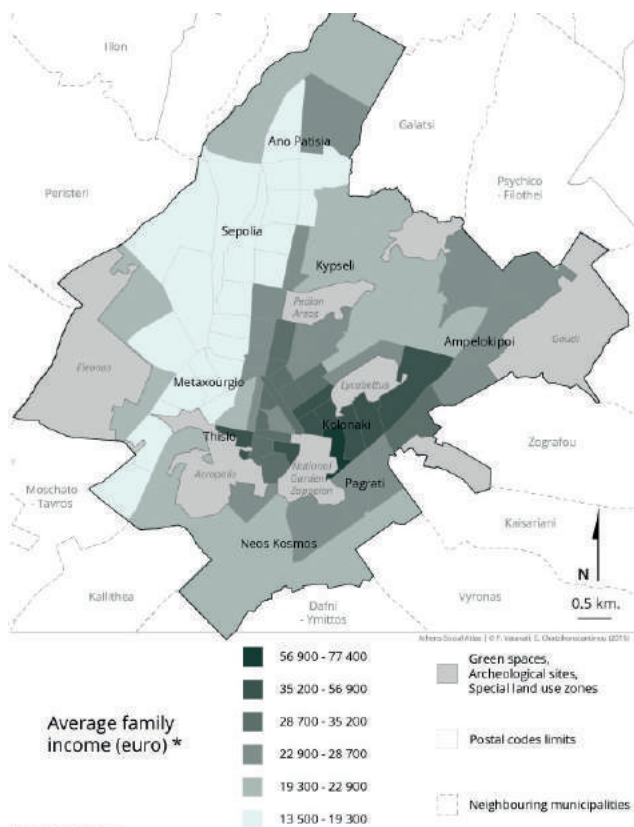 Ilion
Galatsi
Ano Patisia
Psychico
- Filothei
Peristeri
Sepolia
Kypseli
Pedion
Areos
Ampelokipoi
Goudi
Eleonas
Lycabettus
Metaxourgio
Kolonaki
Thisio
Zografou
National
Garden
Zappeion
Acropolis
Pagrati
Moschato
- Tavros
Kaisariani
Neos Kosmos
N
Kallithea
Dafni
- Ymittos
Vyronas
0.5 km.
Athens Social Atlas | © P. Vaiou, E. Chatzikonstantinou (2015)
Average family
income (euro) *
56 900 - 77 400
35 200 - 56 900
28 700 - 35 200
22 900 - 28 700
19 300 - 22 900
13 500 - 19 300
Green spaces,
Archeological sites,
Special land use zones
Postal codes limits
Neighbouring municipalities